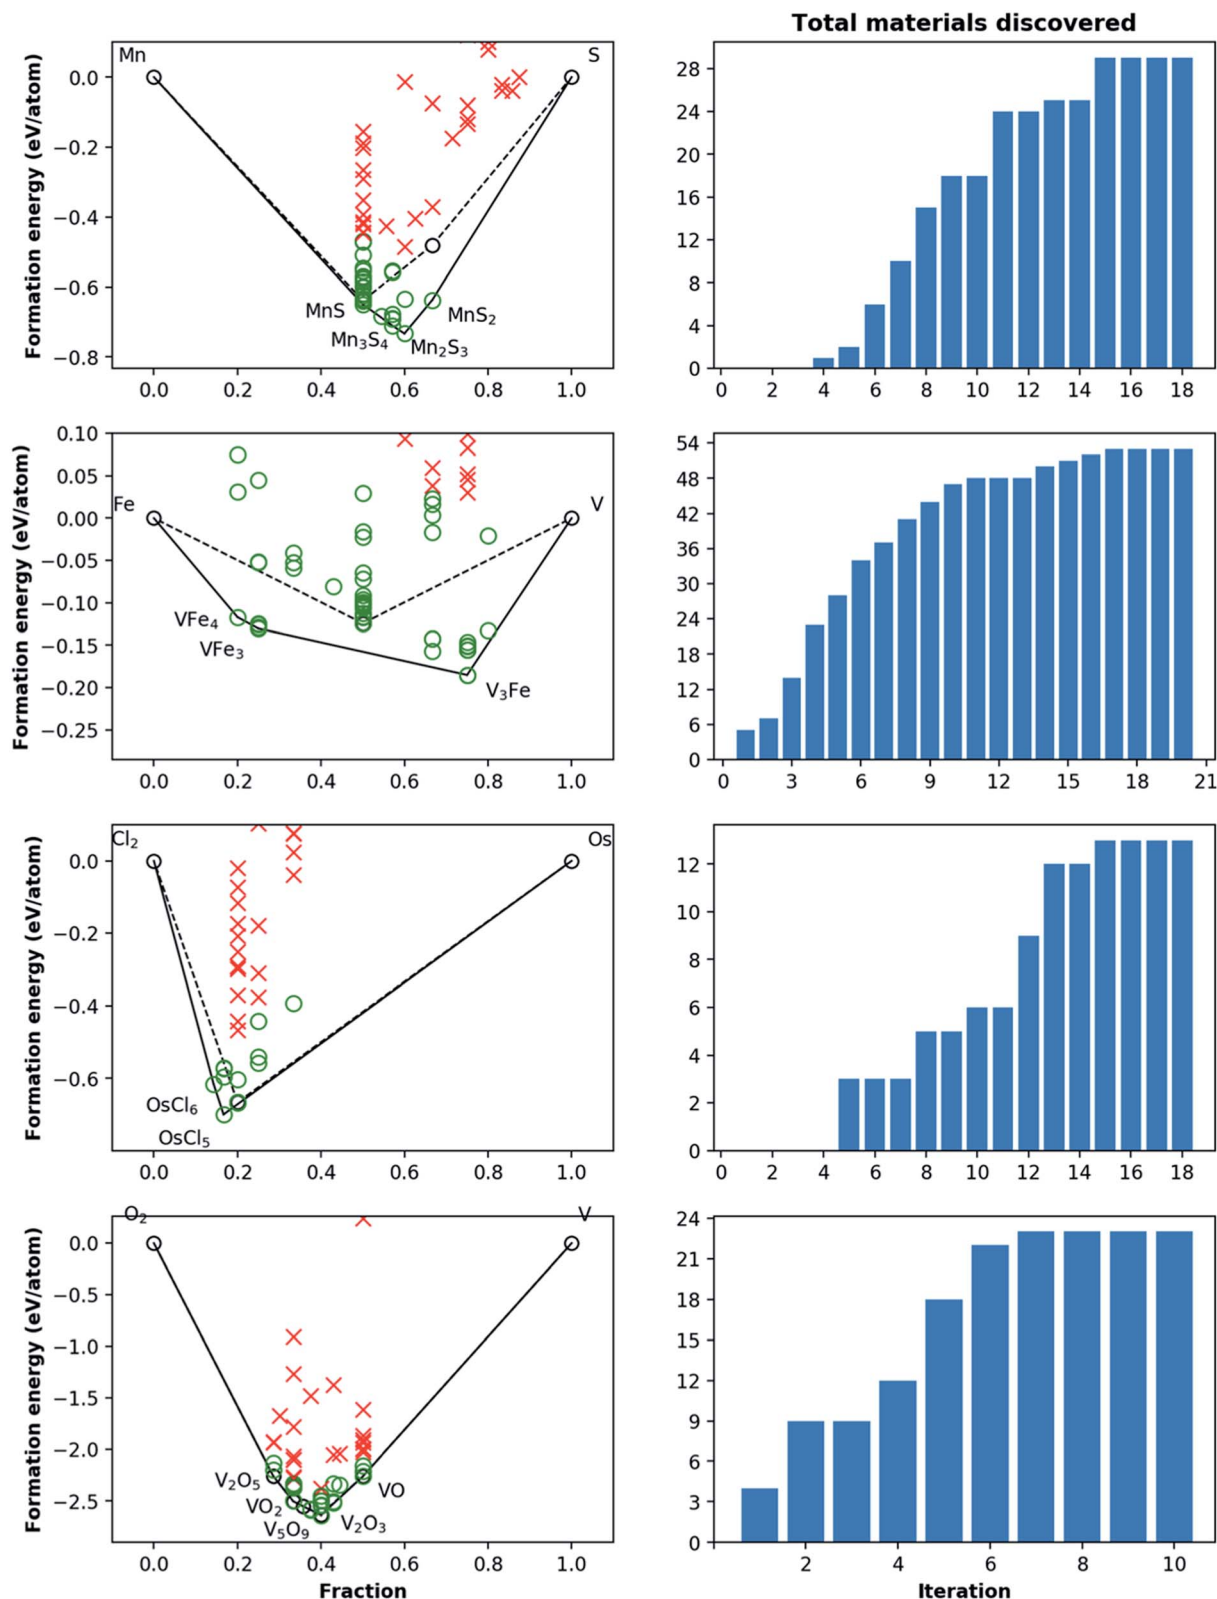 Total materials discovered
Mn S
Formation energy (eV/atom)
0.0
−0.2
−0.4
−0.6
−0.8
MnS
Mn₃S₄
Mn₂S₃
MnS₂
0.0 0.2 0.4 0.6 0.8 1.0
28
24
20
16
12
8
4
0
0 2 4 6 8 10 12 14 16 18
Formation energy (eV/atom)
0.10
0.05
0.00
−0.05
−0.10
−0.15
−0.20
−0.25
Fe V
VFe₄
VFe₃
V₃Fe
0.0 0.2 0.4 0.6 0.8 1.0
54
48
42
36
30
24
18
12
6
0
0 3 6 9 12 15 18 21
Formation energy (eV/atom)
Cl₂ Os
0.0
−0.2
−0.4
−0.6
OsCl₆
OsCl₅
0.0 0.2 0.4 0.6 0.8 1.0
12
10
8
6
4
2
0
0 2 4 6 8 10 12 14 16 18
Formation energy (eV/atom)
O₂ V
0.0
−0.5
−1.0
−1.5
−2.0
−2.5
V₂O₅
VO₂
V₅O₉
V₂O₃
VO
0.0 0.2 0.4 0.6 0.8 1.0
Fraction
24
21
18
15
12
9
6
3
0
2 4 6 8 10
Iteration